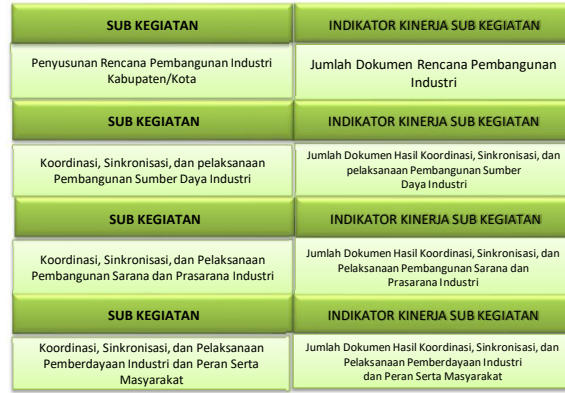 SUB KEGIATAN
INDIKATOR KINERJA SUB KEGIATAN
Penyusunan Rencana Pembangunan Industri
Kabupaten/Kota
Jumlah Dokumen Rencana Pembangunan
Industri
SUB KEGIATAN
INDIKATOR KINERJA SUB KEGIATAN
Koordinasi, Sinkronisasi, dan pelaksanaan
Pembangunan Sumber Daya Industri
Jumlah Dokumen Hasil Koordinasi, Sinkronisasi, dan
pelaksanaan Pembangunan Sumber
Daya Industri
SUB KEGIATAN
INDIKATOR KINERJA SUB KEGIATAN
Koordinasi, Sinkronisasi, dan Pelaksanaan
Pembangunan Sarana dan Prasarana Industri
Jumlah Dokumen Hasil Koordinasi, Sinkronisasi, dan
Pelaksanaan Pembangunan Sarana dan
Prasarana Industri
SUB KEGIATAN
INDIKATOR KINERJA SUB KEGIATAN
Koordinasi, Sinkronisasi, dan Pelaksanaan
Pemberdayaan Industri dan Peran Serta
Masyarakat
Jumlah Dokumen Hasil Koordinasi, Sinkronisasi, dan
Pelaksanaan Pemberdayaan Industri
dan Peran Serta Masyarakat